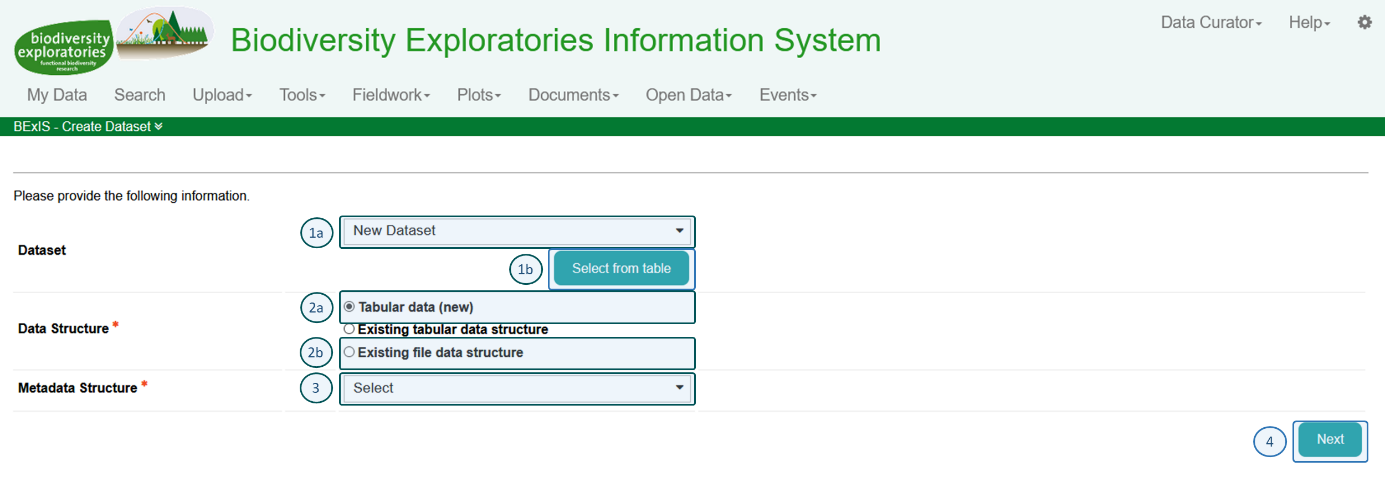 biodiversity
exploratories
functional biodiversity
research
Biodiversity Exploratories Information System
Data Curator Help
My Data Search Upload Tools Fieldwork Plots Documents Open Data Events
BExIS - Create Dataset
Please provide the following information.
Dataset 1a New Dataset
1b Select from table
Data Structure * 2a Tabular data (new)
Existing tabular data structure
2b Existing file data structure
Metadata Structure * 3 Select
4 Next